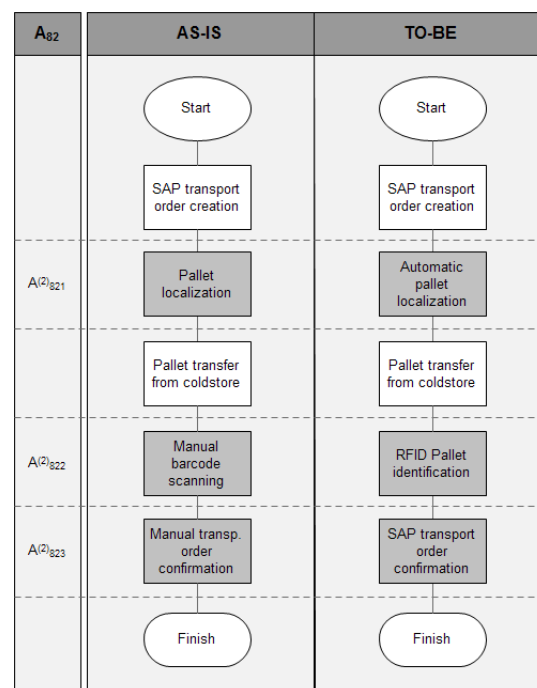 A82 AS-IS TO-BE
Start Start
SAP transport SAP transport
order creation order creation
A(2)821
Pallet
localization
Automatic
pallet
localization
Pallet transfer Pallet transfer
from coldstore from coldstore
A(2)822
Manual
barcode
scanning
RFID Pallet
identification
A(2)823
Manual transp.
order
confirmation
SAP transport
order
confirmation
Finish Finish